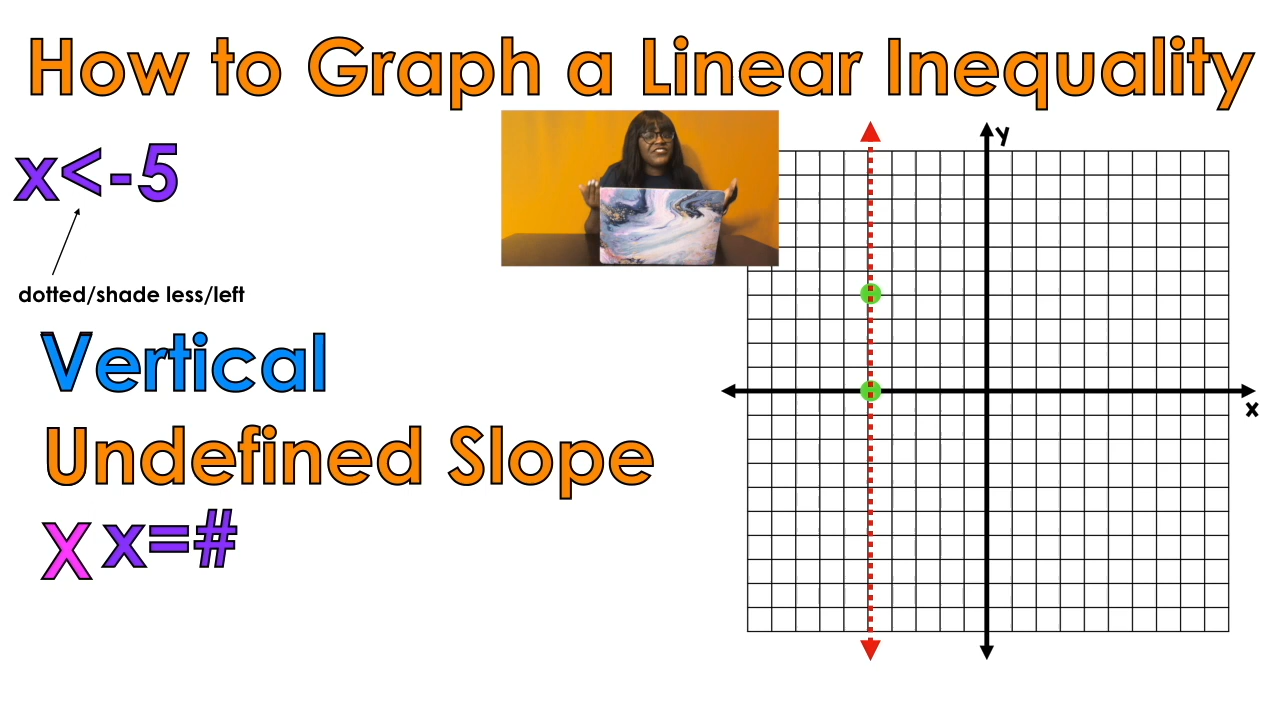 How to Graph a Linear Inequality
x<-5
dotted/shade less/left
Vertical
Undefined Slope
X x=#
y
x